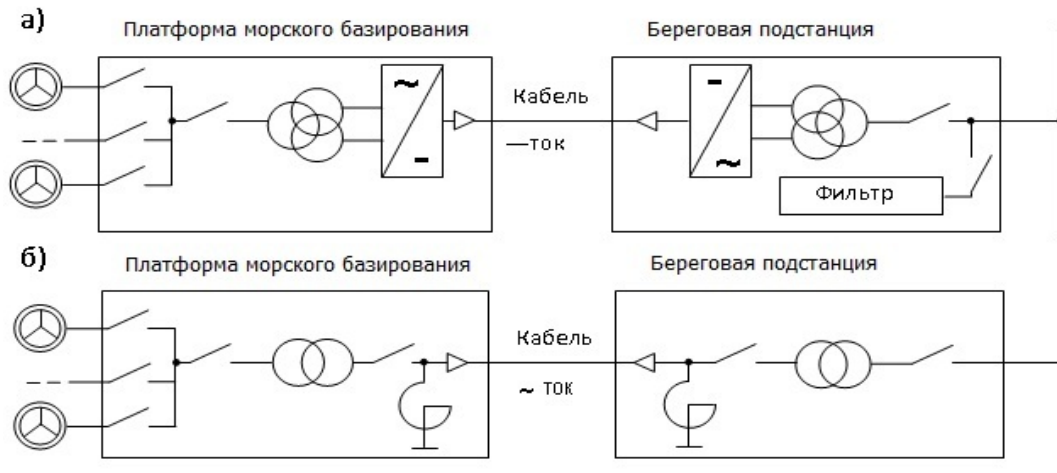 а)
Платформа морского базирования
Береговая подстанция
Кабель
—ток
~
-
-
~
Фильтр
б)
Платформа морского базирования
Береговая подстанция
Кабель
~ ток